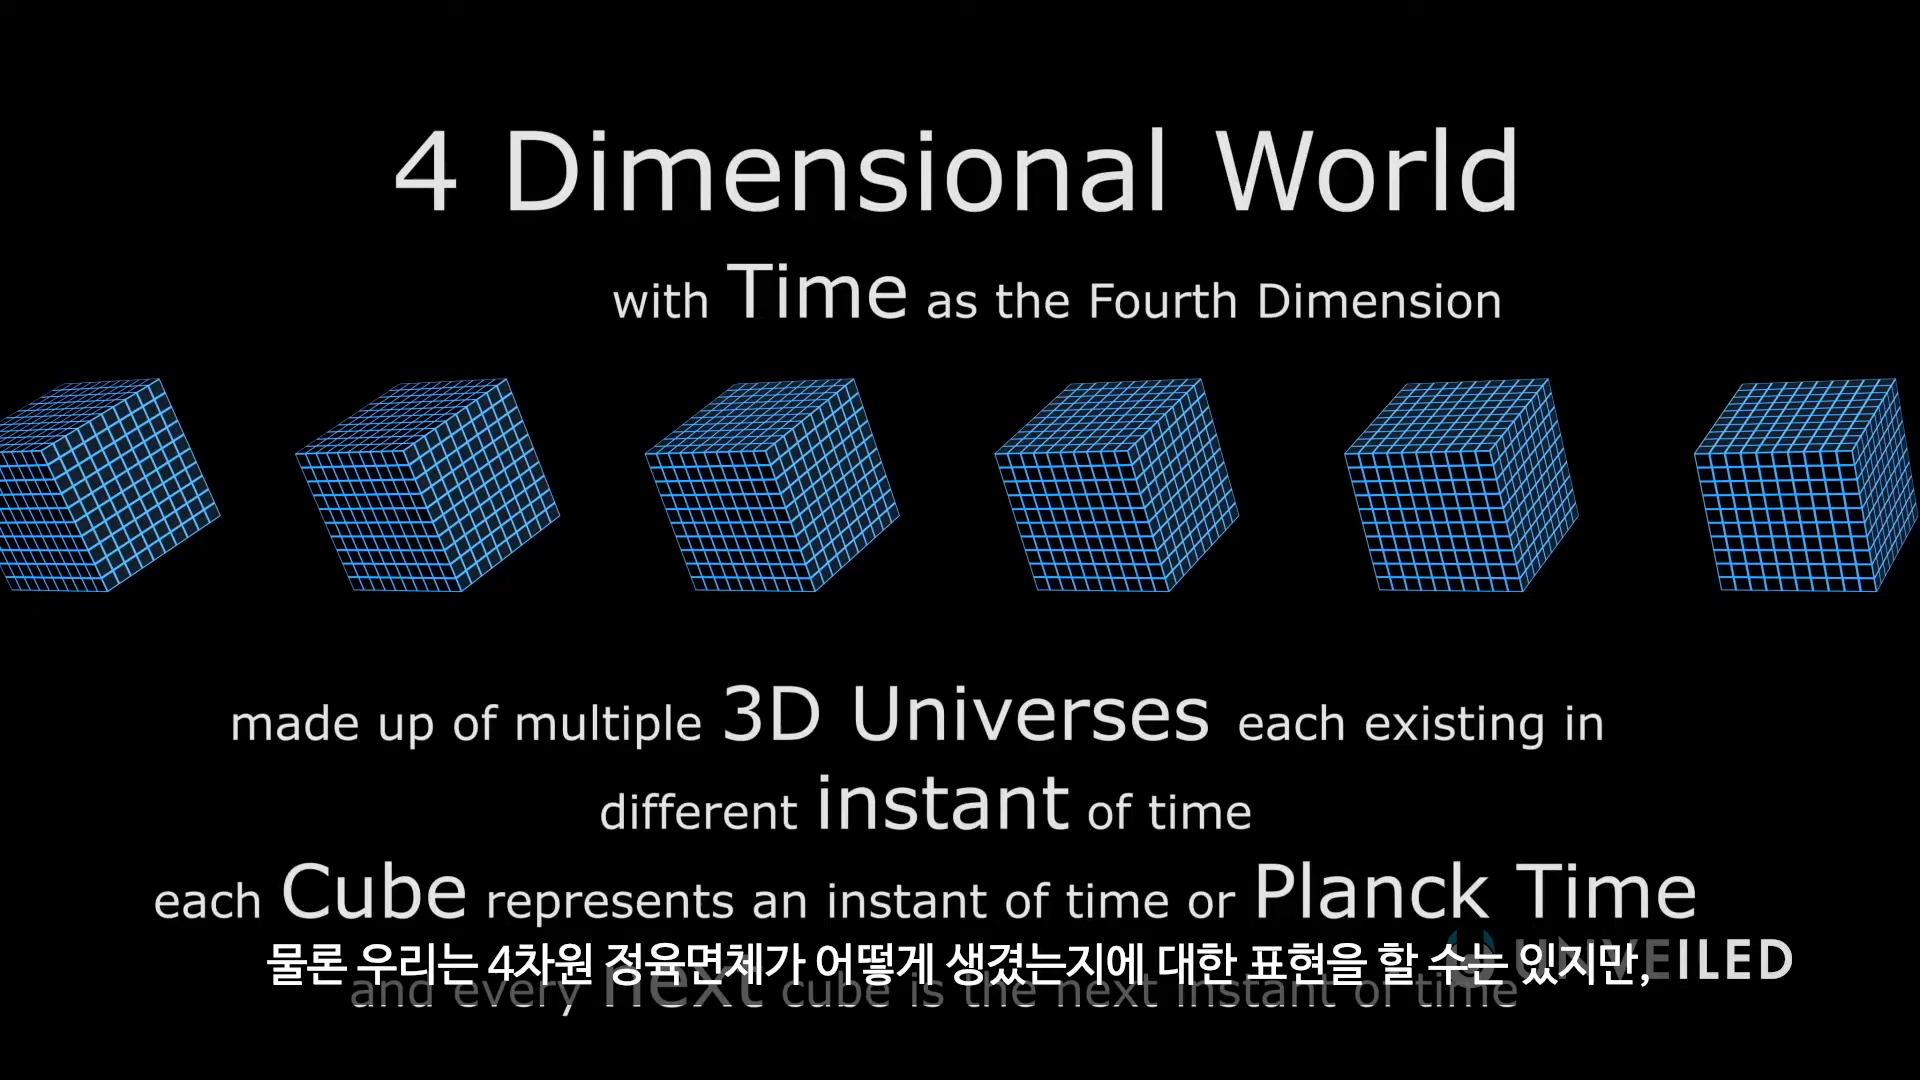 4 Dimensional World
with Time as the Fourth Dimension
made up of multiple 3D Universes each existing in
different instant of time
each Cube represents an instant of time or Planck Time
물론 우리는 4차원 정육면체가 어떻게 생겼는지에 대한 표현을 할 수는 있지만,
UNVEILED
and every next cube is the next instant of time